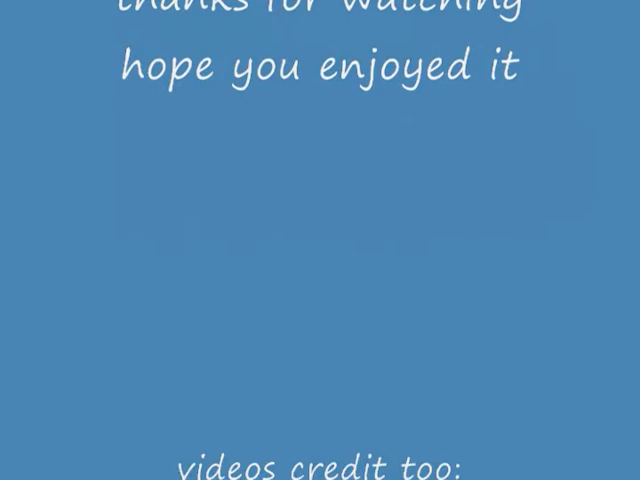 thanks for watching
hope you enjoyed it
videos credit too: